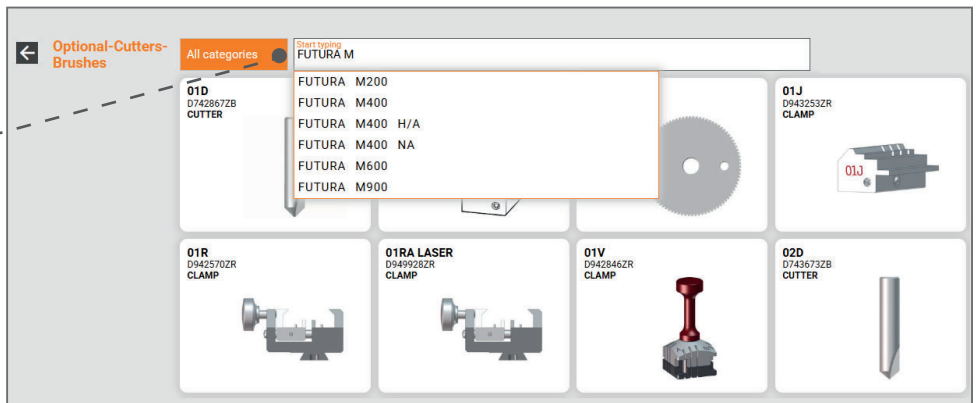 Optional-Cutters-
Brushes
All categories
Start typing
FUTURA M
FUTURA M200
FUTURA M400
FUTURA M400 H/A
FUTURA M400 NA
FUTURA M600
FUTURA M900
01D
D742867ZB
CUTTER
01J
D943253ZR
CLAMP
01J
01R
D942570ZR
CLAMP
01RA LASER
D949928ZR
CLAMP
01V
D942846ZR
CLAMP
02D
D743673ZB
CUTTER